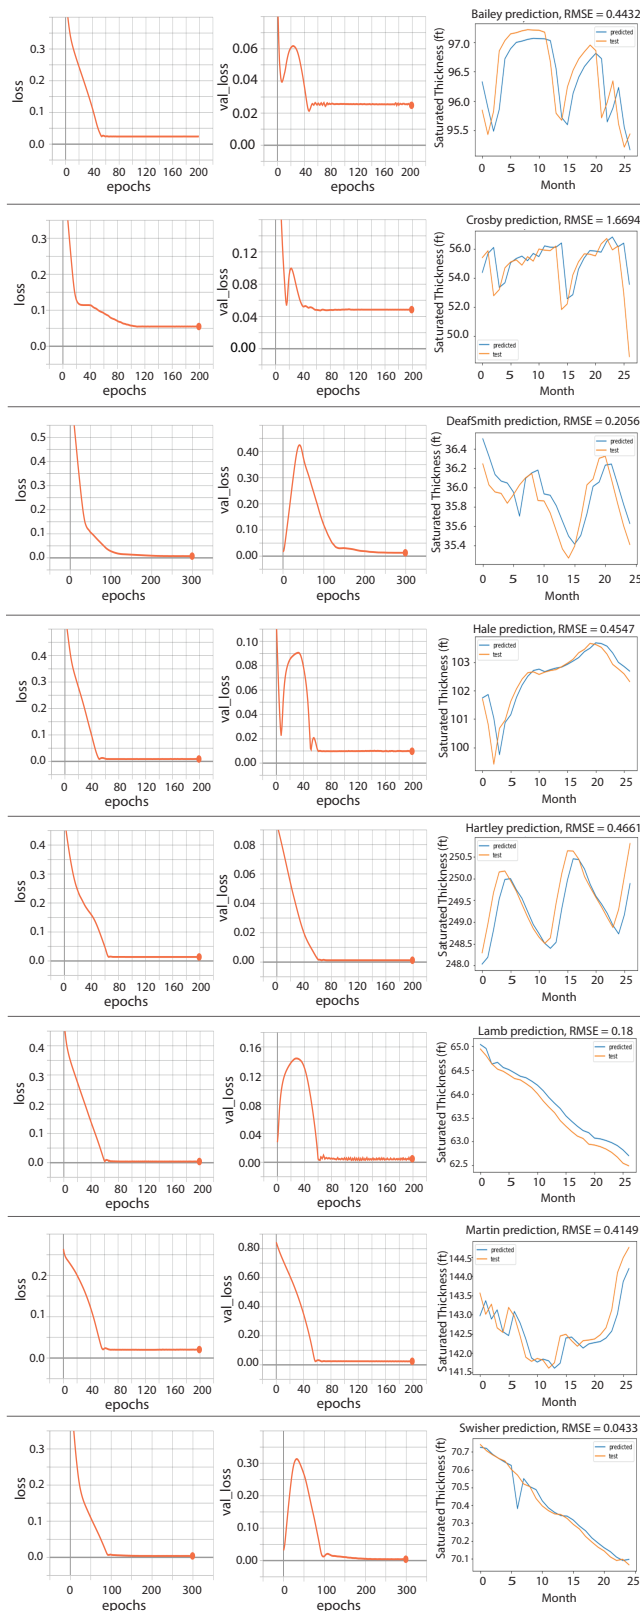 Bailey prediction, RMSE = 0.4432
loss
0.3
0.2
0.1
0.0
0 40 80 120 160 200
epochs
val_loss
0.06
0.04
0.02
0.00
0 40 80 120 160 200
epochs
Saturated Thickness (ft)
97.0
96.5
96.0
95.5
predicted
test
0 5 10 15 20 25
Month
Crosby prediction, RMSE = 1.6694
loss
0.3
0.2
0.1
0.0
0 40 80 120 160 200
epochs
val_loss
0.12
0.08
0.04
0.00
0 40 80 120 160 200
epochs
Saturated Thickness (ft)
56.0
54.0
52.0
50.0
predicted
test
0 5 10 15 20 25
Month
DeafSmith prediction, RMSE = 0.2056
loss
0.5
0.4
0.3
0.2
0.1
0.0
0 100 200 300
epochs
val_loss
0.40
0.30
0.20
0.10
0.00
0 100 200 300
epochs
Saturated Thickness (ft)
36.4
36.2
36.0
35.8
35.6
35.4
predicted
test
0 5 10 15 20 25
Month
Hale prediction, RMSE = 0.4547
loss
0.4
0.3
0.2
0.1
0.0
0 40 80 120 160 200
epochs
val_loss
0.10
0.08
0.06
0.04
0.02
0.00
0 40 80 120 160 200
epochs
Saturated Thickness (ft)
103
102
101
100
predicted
test
0 5 10 15 20 25
Month
Hartley prediction, RMSE = 0.4661
loss
0.4
0.3
0.2
0.1
0.0
0 40 80 120 160 200
epochs
val_loss
0.08
0.06
0.04
0.02
0.00
0 40 80 120 160 200
epochs
Saturated Thickness (ft)
250.5
250.0
249.5
249.0
248.5
248.0
predicted
test
0 5 10 15 20 25
Month
Lamb prediction, RMSE = 0.18
loss
0.4
0.3
0.2
0.1
0.0
0 40 80 120 160 200
epochs
val_loss
0.16
0.12
0.08
0.04
0.00
0 40 80 120 160 200
epochs
Saturated Thickness (ft)
65.0
64.5
64.0
63.5
63.0
62.5
predicted
test
0 5 10 15 20 25
Month
Martin prediction, RMSE = 0.4149
loss
0.2
0.1
0.0
0 40 80 120 160 200
epochs
val_loss
0.80
0.60
0.40
0.20
0.00
0 40 80 120 160 200
epochs
Saturated Thickness (ft)
144.5
144.0
143.5
143.0
142.5
142.0
141.5
predicted
test
0 5 10 15 20 25
Month
Swisher prediction, RMSE = 0.0433
loss
0.3
0.2
0.1
0.0
0 100 200 300
epochs
val_loss
0.30
0.20
0.10
0.00
0 100 200 300
epochs
Saturated Thickness (ft)
70.7
70.6
70.5
70.4
70.3
70.2
70.1
predicted
test
0 5 10 15 20 25
Month